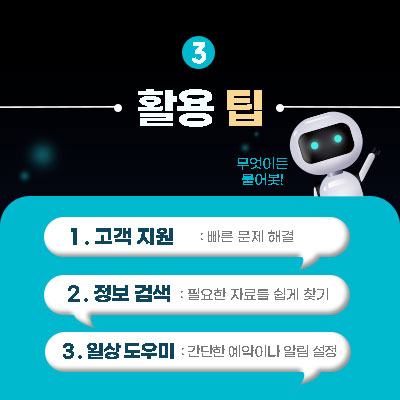 3
활용 팁
무엇이든
물어봇!
1. 고객 지원 : 빠른 문제 해결
2. 정보 검색 : 필요한 자료를 쉽게 찾기
3. 일상 도우미 : 간단한 예약이나 알림 설정